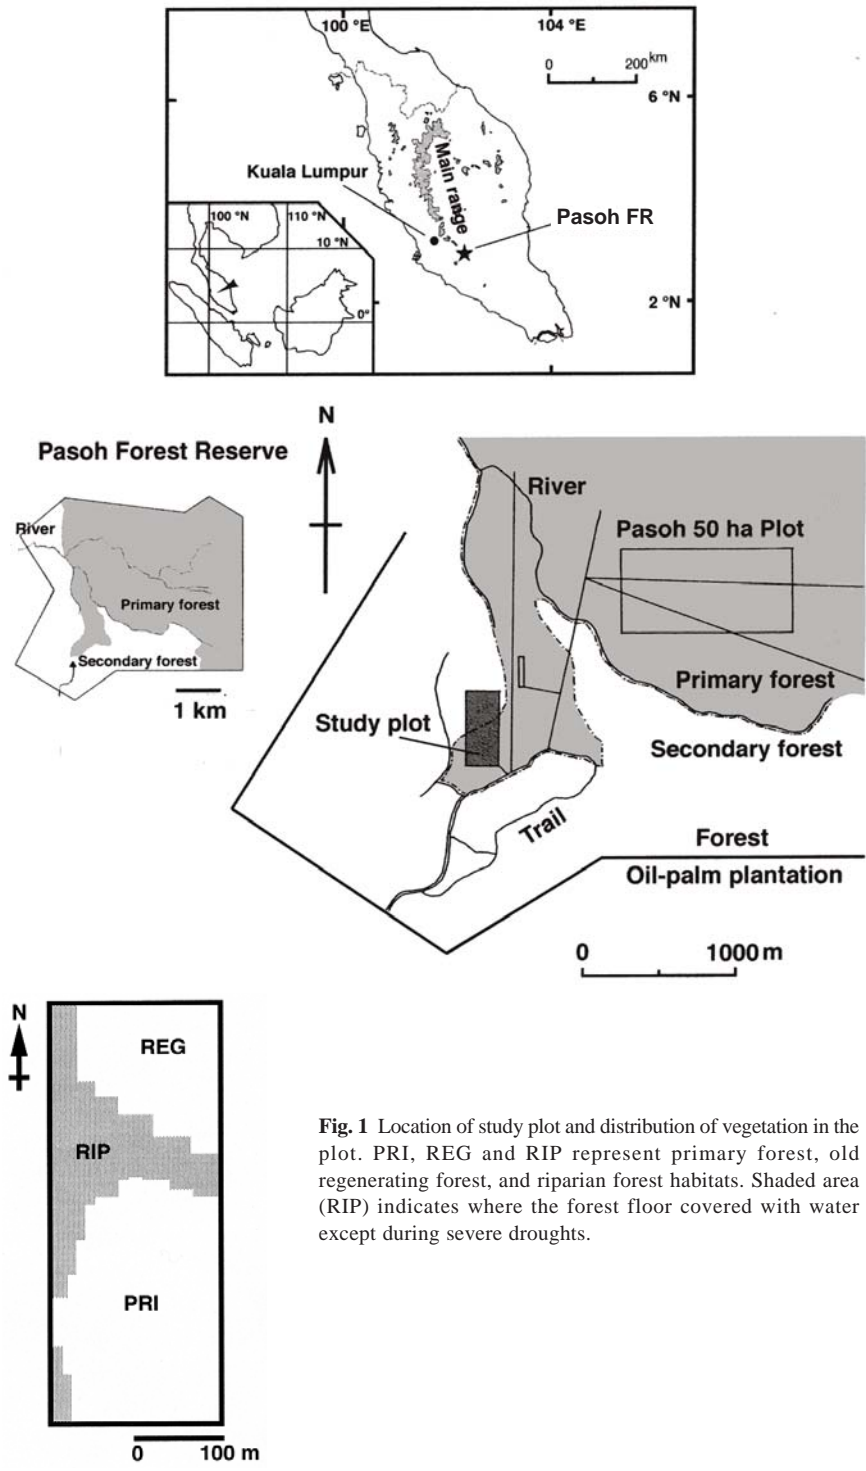 100 °E 104 °E
0 200 km
6 °N
Kuala Lumpur
Main range
Pasoh FR
100 °N 110 °N
10 °N
0°
2 °N
N
Pasoh Forest Reserve
River
River
Pasoh 50 ha Plot
Primary forest
Secondary forest
1 km
Primary forest
Study plot
Secondary forest
Trail
Forest
Oil-palm plantation
0 1000 m
N
REG
RIP
PRI
0 100 m
Fig. 1 Location of study plot and distribution of vegetation in the
plot. PRI, REG and RIP represent primary forest, old
regenerating forest, and riparian forest habitats. Shaded area
(RIP) indicates where the forest floor covered with water
except during severe droughts.